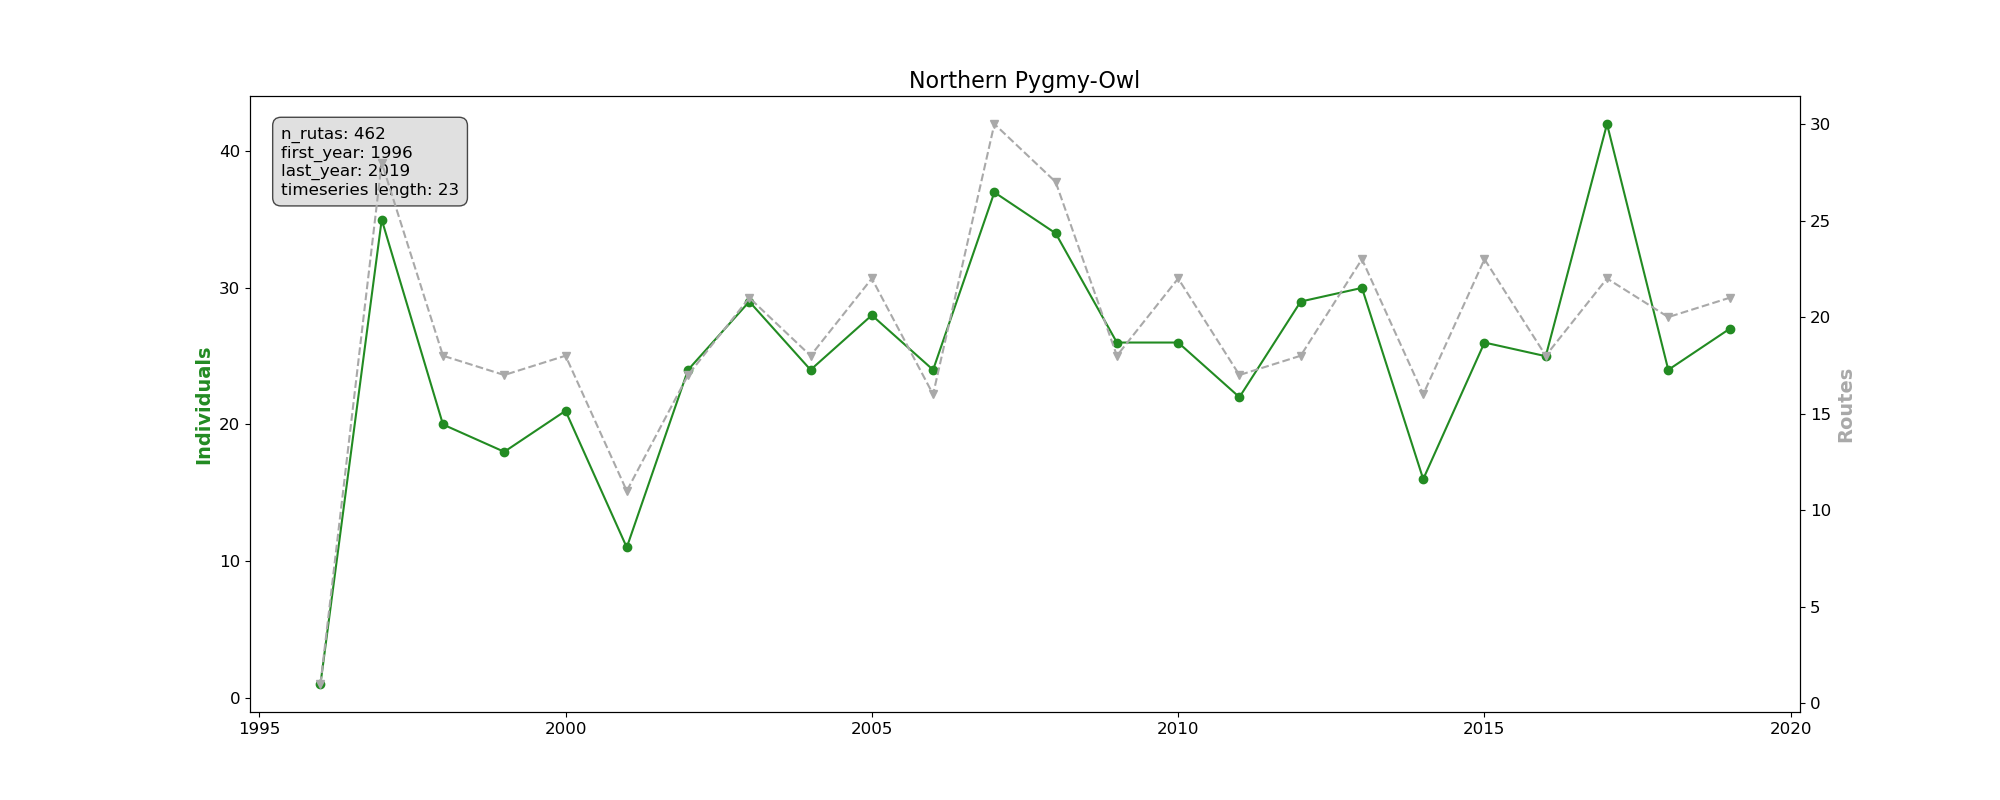 Northern Pygmy-Owl
n_rutas: 462
first_year: 1996
last_year: 2019
timeseries length: 23
Individuals
40
30
20
10
0
Routes
30
25
20
15
10
5
0
1995 2000 2005 2010 2015 2020